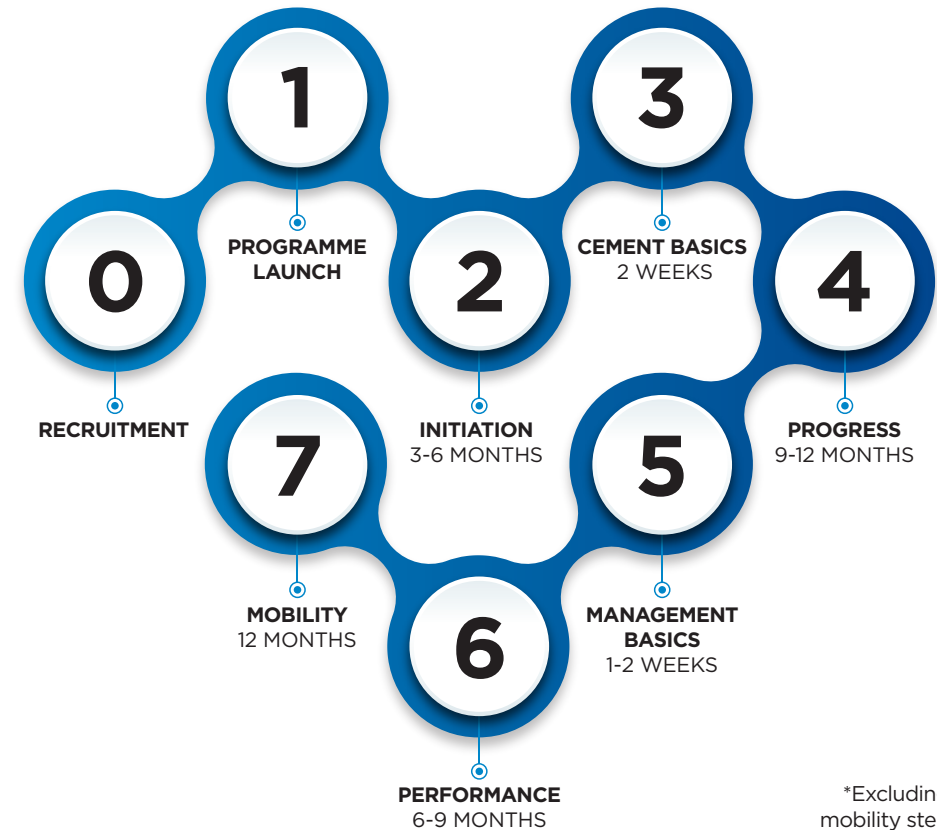 0
RECRUITMENT
1
PROGRAMME
LAUNCH
2
INITIATION
3-6 MONTHS
3
CEMENT BASICS
2 WEEKS
4
PROGRESS
9-12 MONTHS
5
MANAGEMENT
BASICS
1-2 WEEKS
6
PERFORMANCE
6-9 MONTHS
7
MOBILITY
12 MONTHS
*Excludin
mobility ste